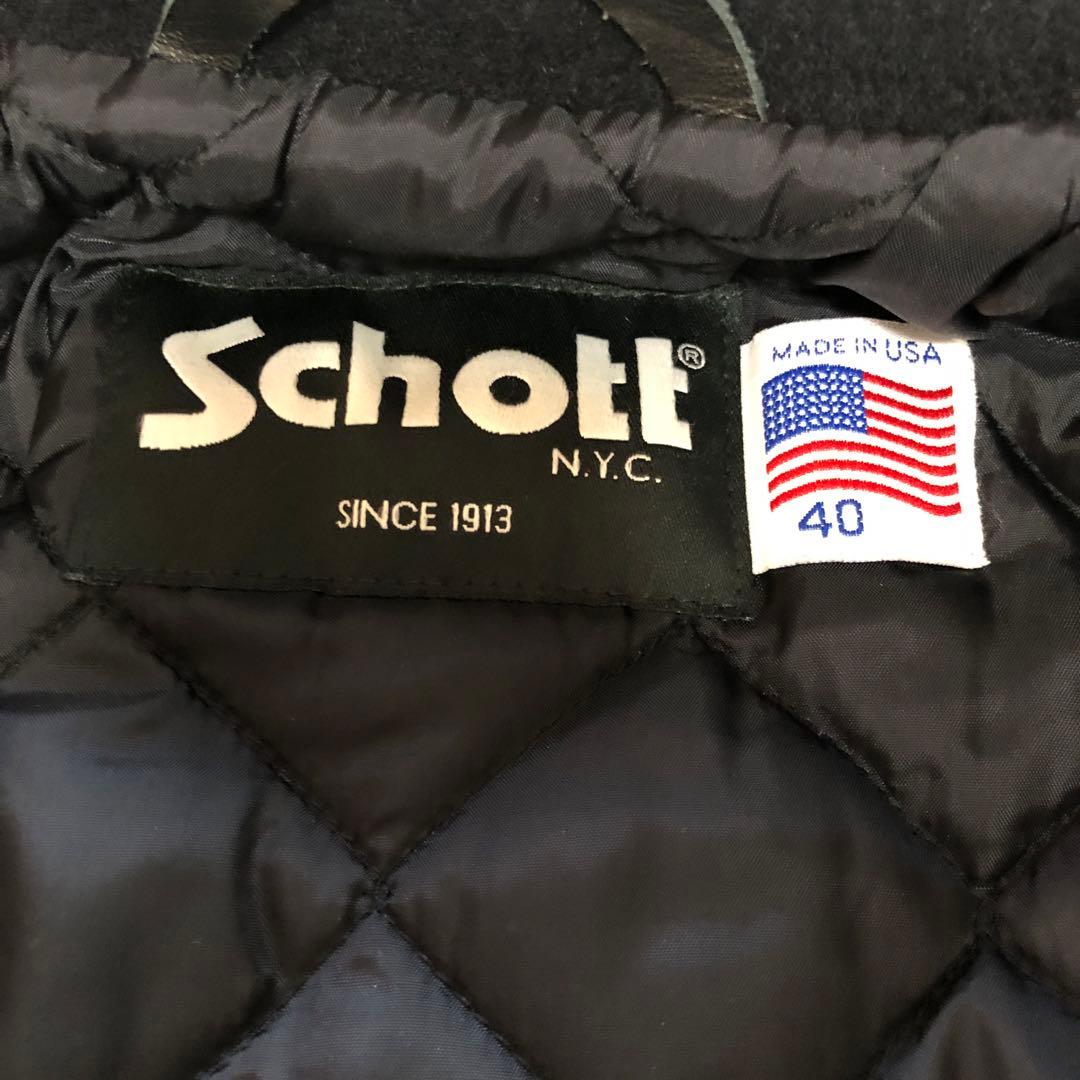 Schott®
N.Y.C.
SINCE 1913
MADE IN USA
40